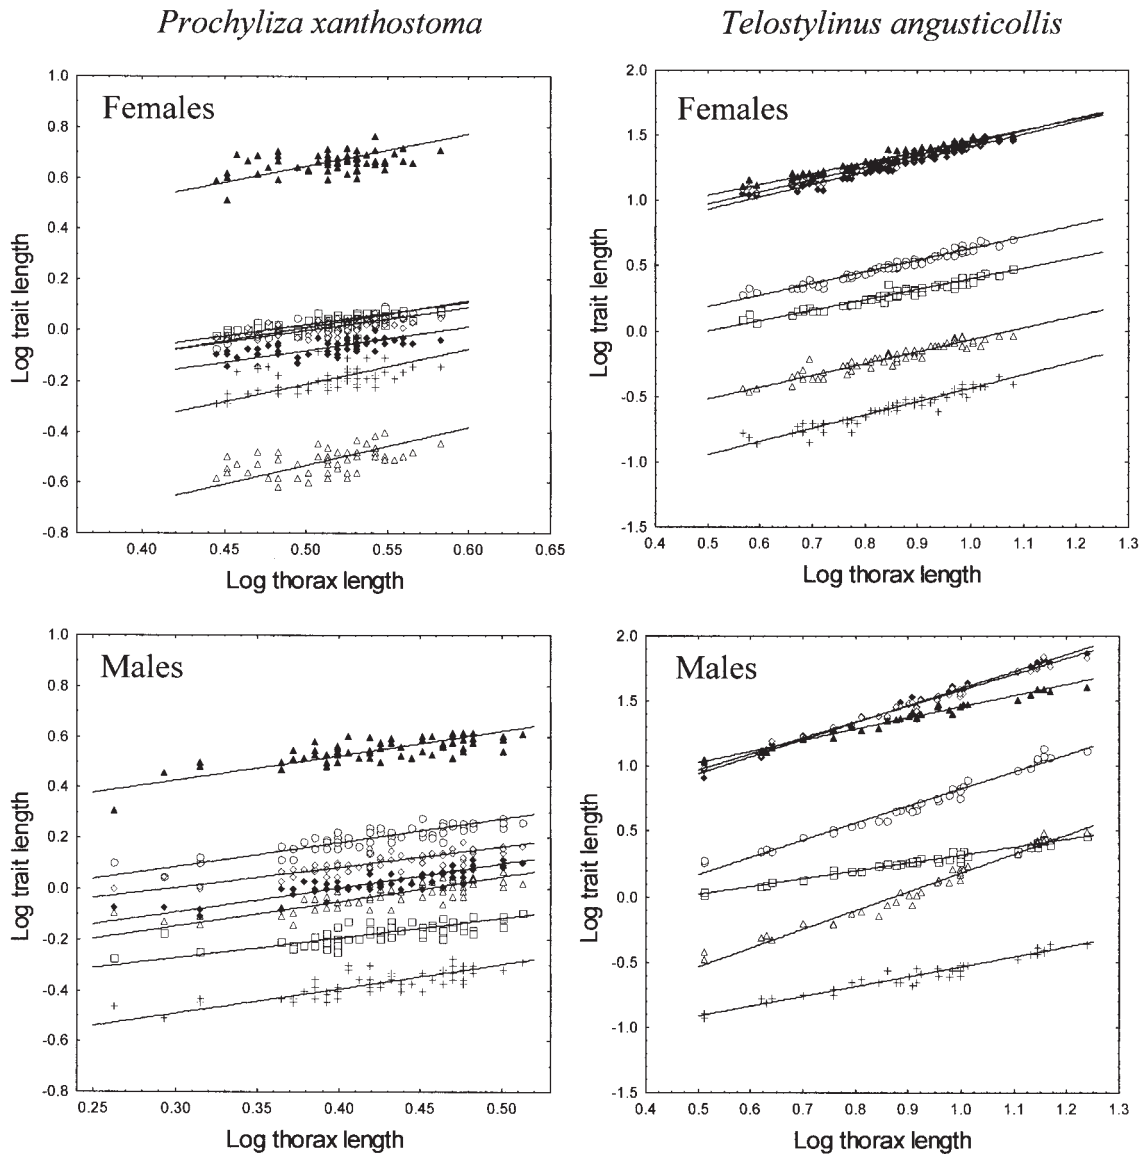 Prochyliza xanthostoma
Telostylinus angusticollis
Females
Log trait length
1.0
0.8
0.6
0.4
0.2
0.0
-0.2
-0.4
-0.6
-0.8
0.40 0.45 0.50 0.55 0.60 0.65
Log thorax length
Females
Log trait length
2.0
1.5
1.0
0.5
0.0
-0.5
-1.0
-1.5
0.4 0.5 0.6 0.7 0.8 0.9 1.0 1.1 1.2 1.3
Log thorax length
Males
Log trait length
1.0
0.8
0.6
0.4
0.2
0.0
-0.2
-0.4
-0.6
-0.8
0.25 0.30 0.35 0.40 0.45 0.50
Log thorax length
Males
Log trait length
2.0
1.5
1.0
0.5
0.0
-0.5
-1.0
-1.5
0.4 0.5 0.6 0.7 0.8 0.9 1.0 1.1 1.2 1.3
Log thorax length